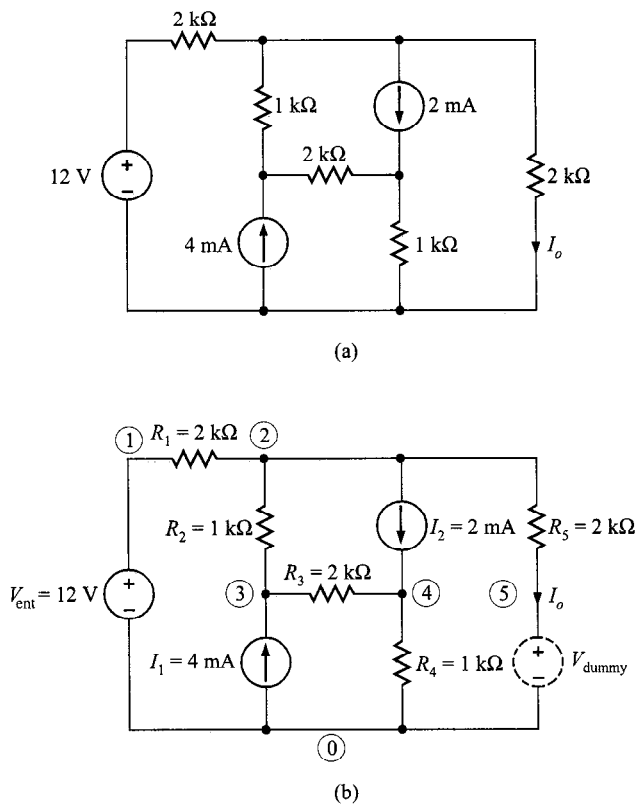 2 kΩ
1 kΩ
2 mA
2 kΩ
12 V
+
−
2 kΩ
4 mA
1 kΩ
I_o
(a)
1 R_1 = 2 kΩ 2
R_2 = 1 kΩ
I_2 = 2 mA
R_5 = 2 kΩ
R_3 = 2 kΩ
V_ent = 12 V
+
−
3
4
5
I_o
I_1 = 4 mA
R_4 = 1 kΩ
+
−
V_dummy
0
(b)